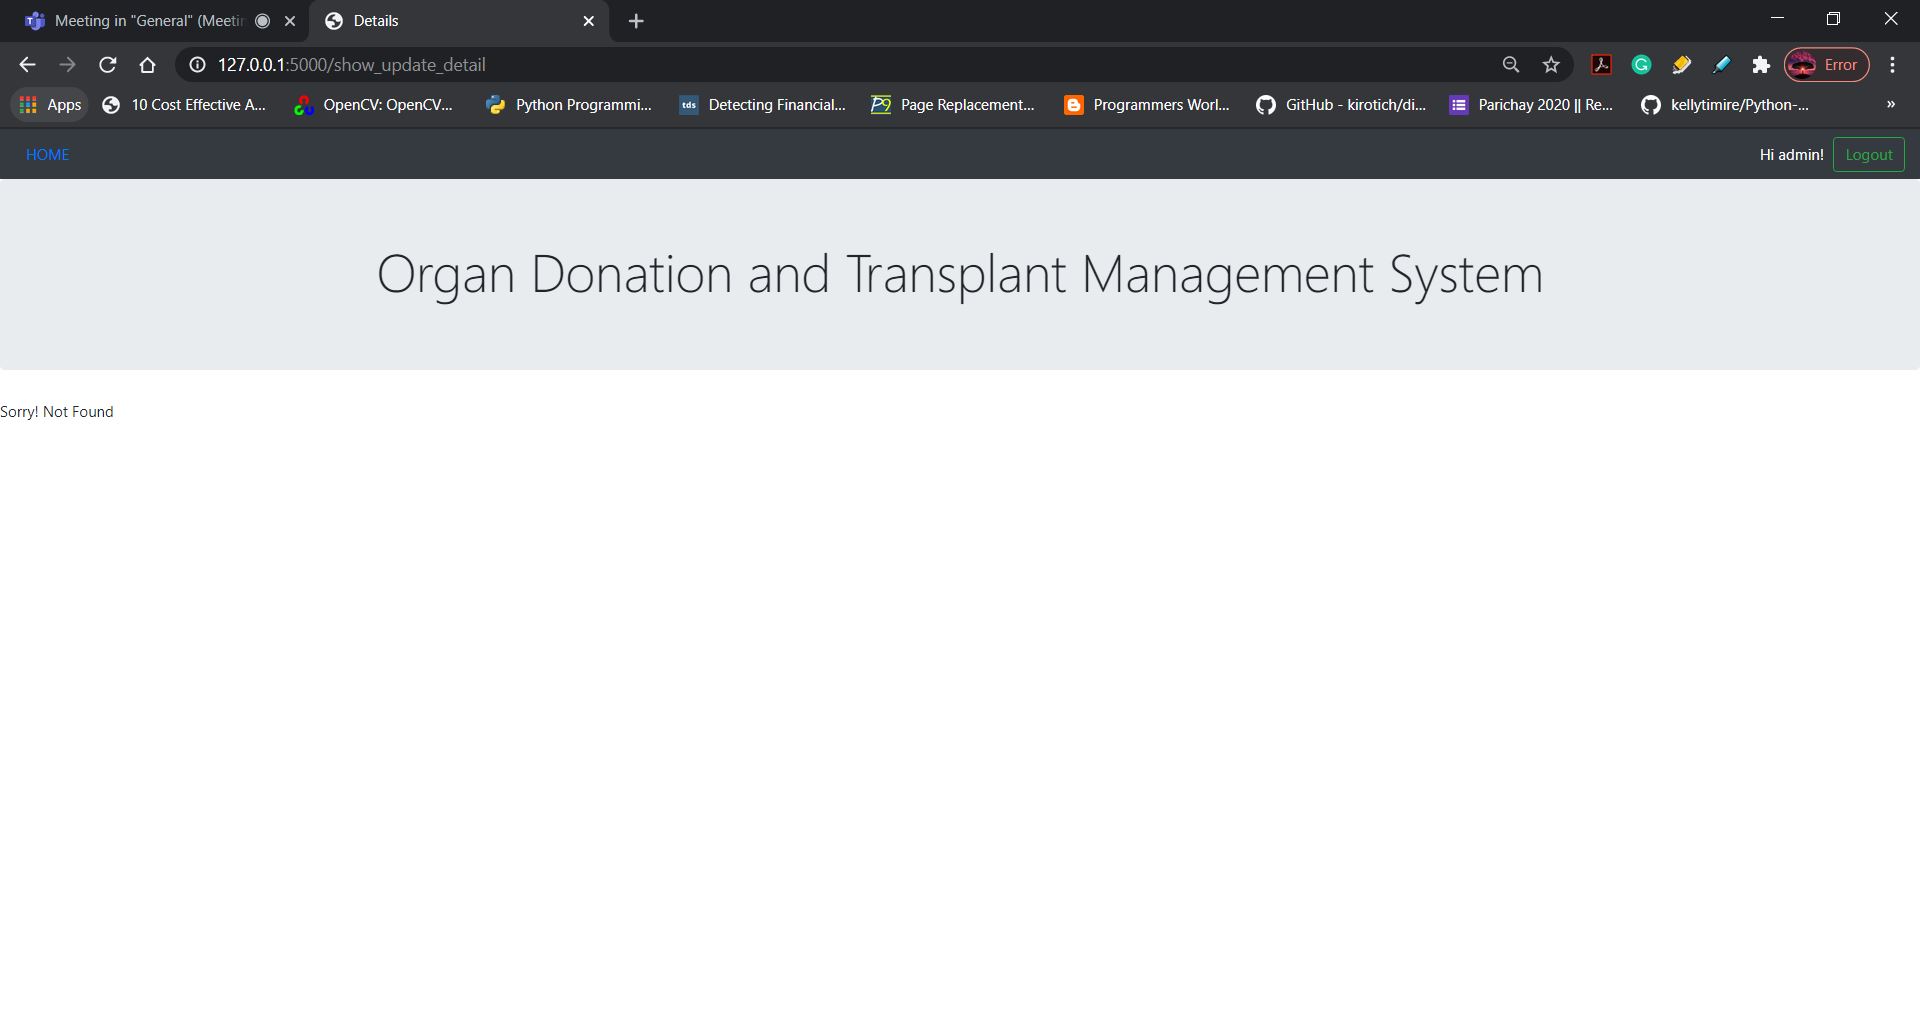 Meeting in "General" (Meetin
Details
127.0.0.1:5000/show_update_detail
Error
Apps
10 Cost Effective A...
OpenCV: OpenCV...
Python Programmi...
tds
Detecting Financial...
Page Replacement...
Programmers Worl...
GitHub - kirotich/di...
Parichay 2020 || Re...
kellytimire/Python-...
»
HOME
Hi admin!
Logout
Organ Donation and Transplant Management System
Sorry! Not Found